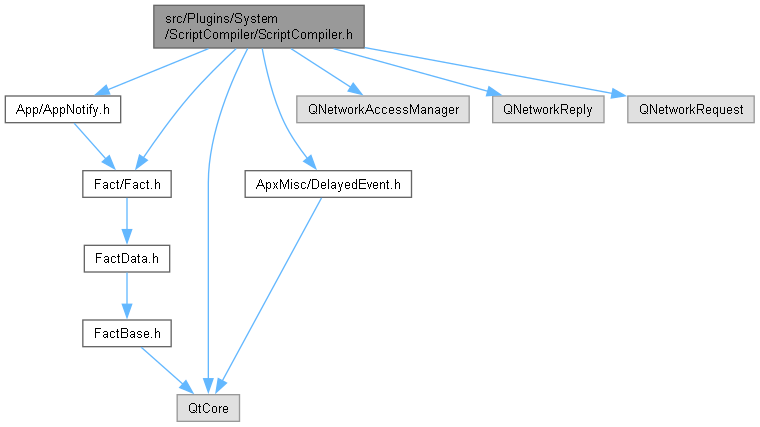 src/Plugins/System
/ScriptCompiler/ScriptCompiler.h
App/AppNotify.h
QNetworkAccessManager
QNetworkReply
QNetworkRequest
Fact/Fact.h
ApxMisc/DelayedEvent.h
FactData.h
FactBase.h
QtCore